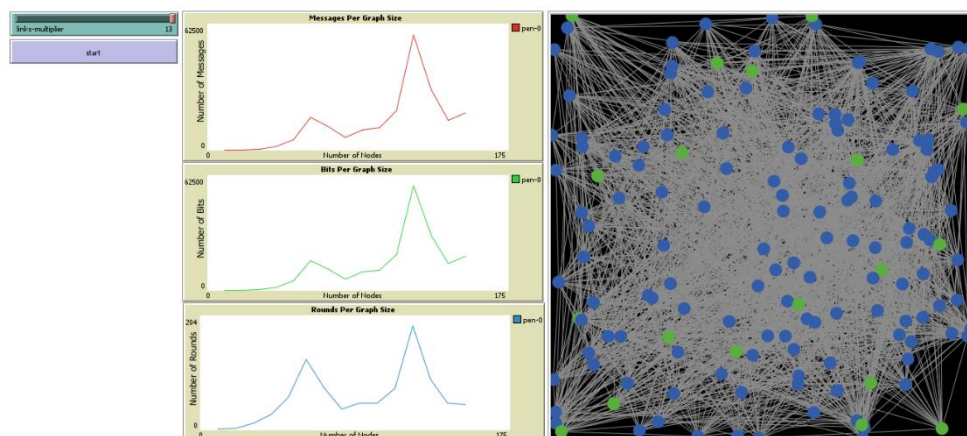 links-multiplier 13
start
Messages Per Graph Size
62500
pen-0
Number of Messages
0
0
Number of Nodes
175
Bits Per Graph Size
62500
pen-0
Number of Bits
0
0
Number of Nodes
175
Rounds Per Graph Size
204
pen-0
Number of Rounds
0
0
Number of Nodes
175